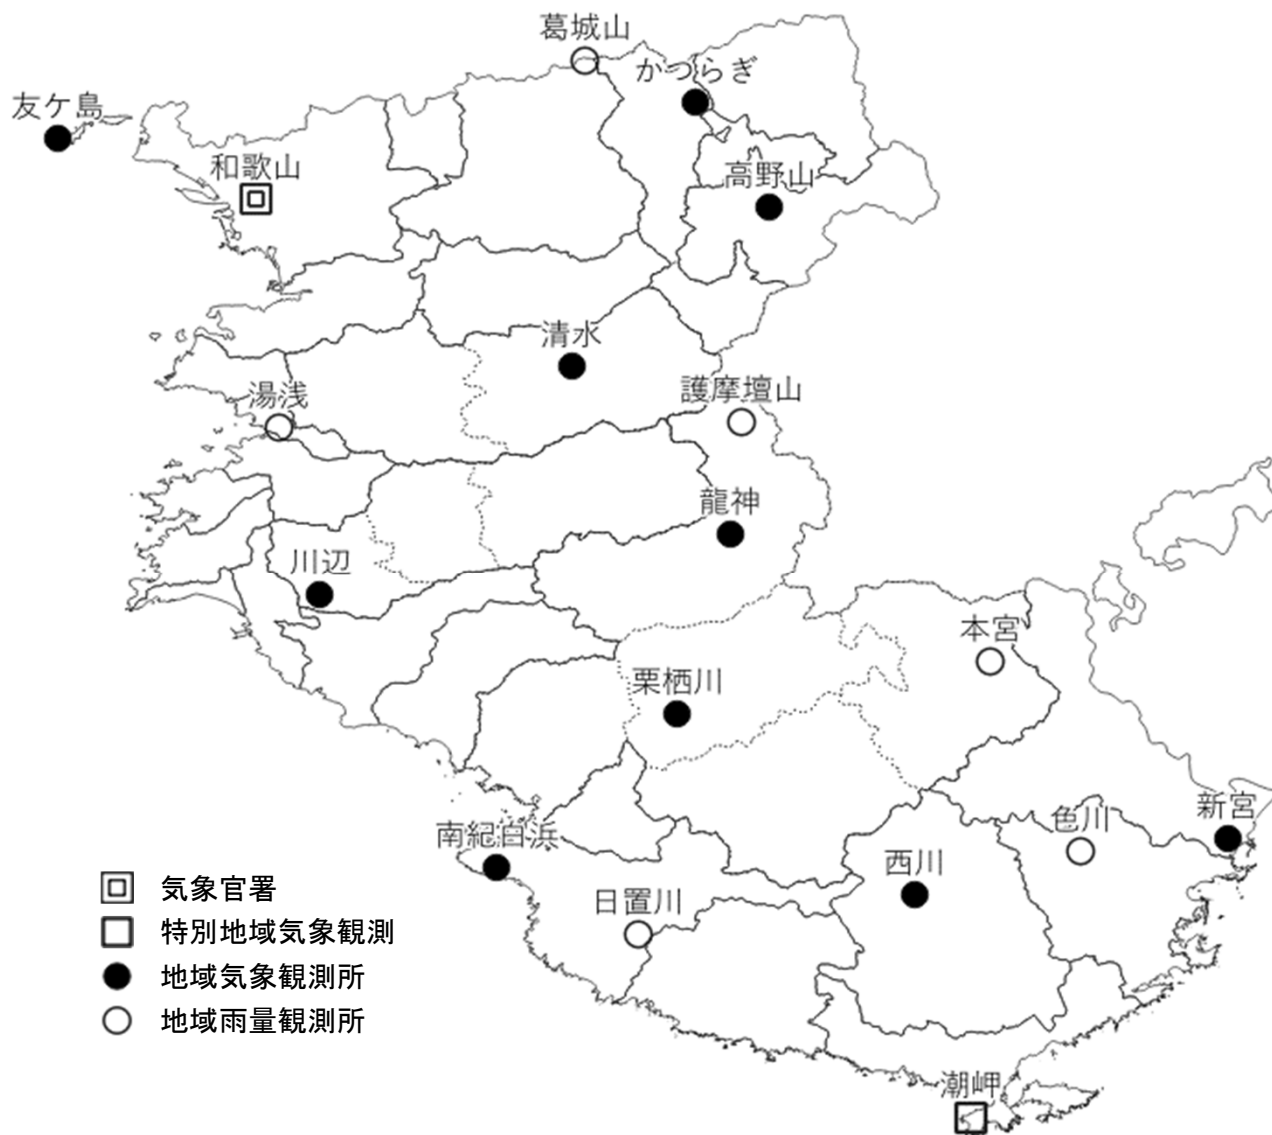 葛城山
かつらぎ
友ケ島
和歌山
高野山
清水
護摩壇山
湯浅
龍神
川辺
本宮
栗栖川
新宮
色川
南紀白浜
西川
日置川
潮岬
気象官署
特別地域気象観測
地域気象観測所
地域雨量観測所